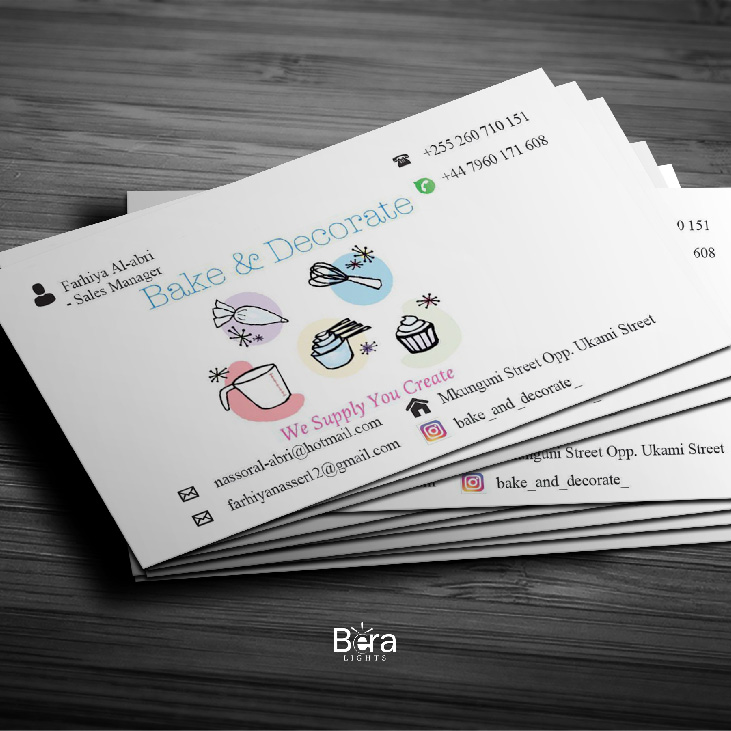 +255 260 710 151
+44 7960 171 608
Farhiya Al-abri
- Sales Manager
Bake & Decorate
We Supply You Create
nassoral-abri@hotmail.com
farhiyanasser12@gmail.com
Mkunguni Street Opp. Ukami Street
bake_and_decorate_
0 151
608
Street Opp. Ukami Street
bake_and_decorate_
Bera
LIGHTS